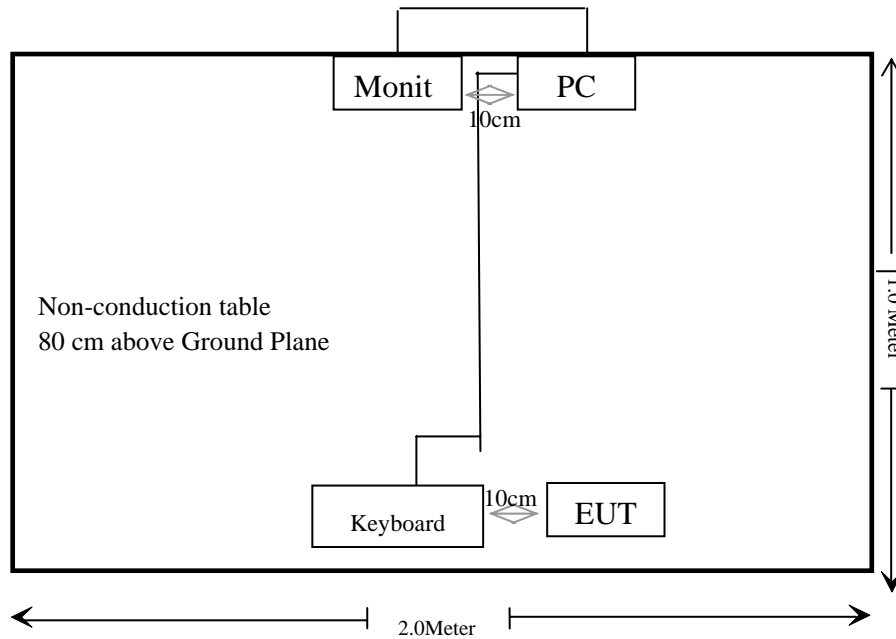 Monit
PC
10cm
Non-conduction table
80 cm above Ground Plane
1.0 Meter
10cm
Keyboard
EUT
2.0Meter